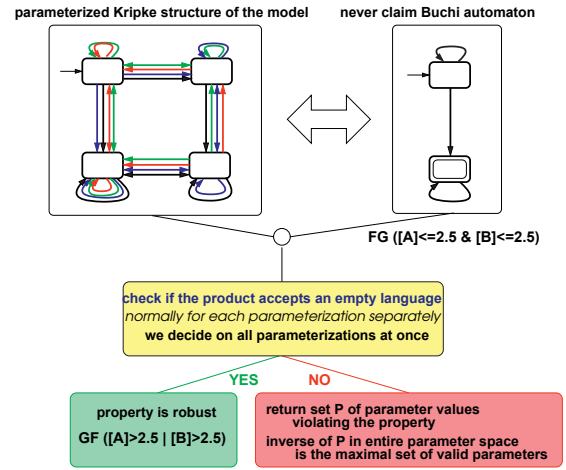 parameterized Kripke structure of the model
never claim Buchi automaton
FG ([A]<=2.5 & [B]<=2.5)
check if the product accepts an empty language
normally for each parameterization separately
we decide on all parameterizations at once
YES
NO
property is robust
GF ([A]>2.5 | [B]>2.5)
return set P of parameter values
violating the property
inverse of P in entire parameter space
is the maximal set of valid parameters